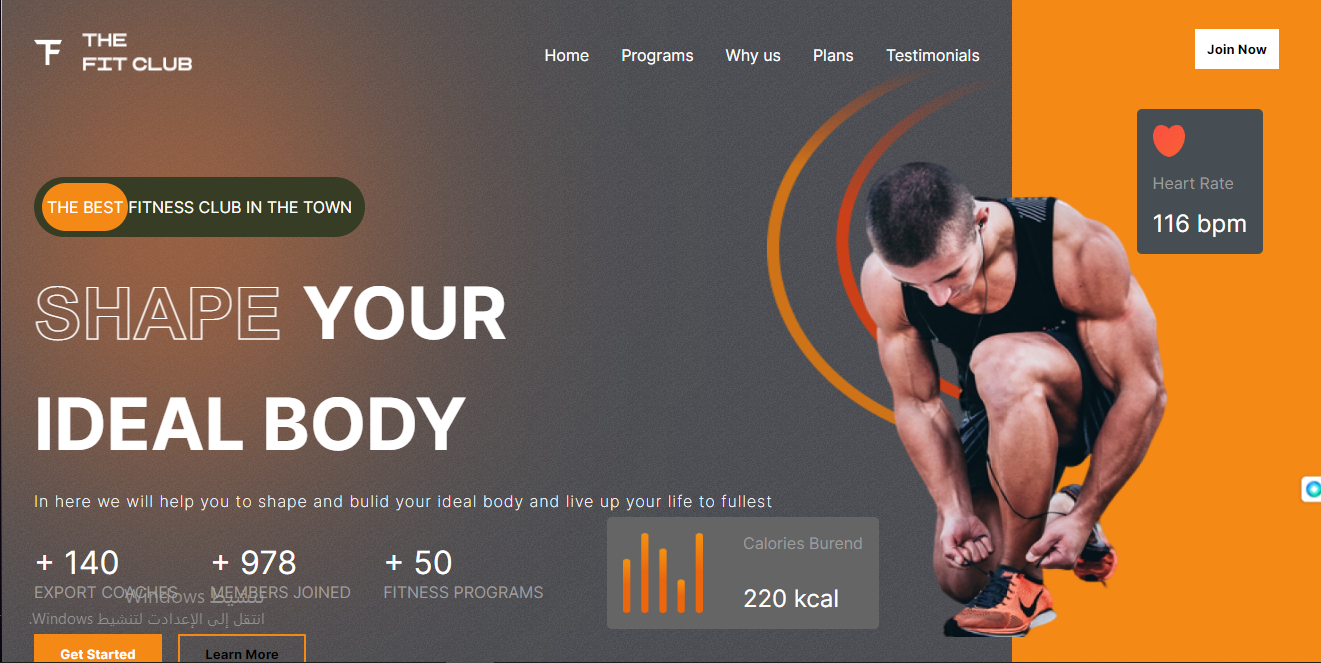 THE
FIT CLUB
Home Programs Why us Plans Testimonials
Join Now
Heart Rate
116 bpm
THE BEST FITNESS CLUB IN THE TOWN
SHAPE YOUR
IDEAL BODY
In here we will help you to shape and bulid your ideal body and live up your life to fullest
+ 140
EXPORT COACHES
+ 978
MEMBERS JOINED
+ 50
FITNESS PROGRAMS
Calories Burend
220 kcal
تنشيط Windows
انتقل إلى الإعدادت لتنشيط Windows.
Get Started
Learn More